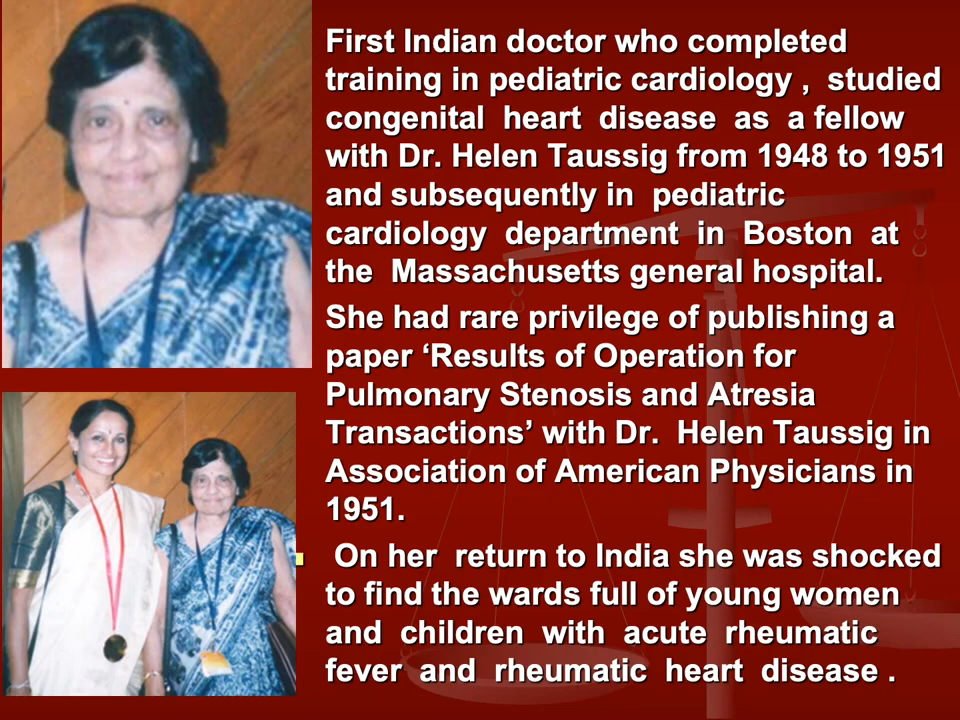 First Indian doctor who completed
training in pediatric cardiology , studied
congenital heart disease as a fellow
with Dr. Helen Taussig from 1948 to 1951
and subsequently in pediatric
cardiology department in Boston at
the Massachusetts general hospital.
She had rare privilege of publishing a
paper ‘Results of Operation for
Pulmonary Stenosis and Atresia
Transactions’ with Dr. Helen Taussig in
Association of American Physicians in
1951.
On her return to India she was shocked
to find the wards full of young women
and children with acute rheumatic
fever and rheumatic heart disease .